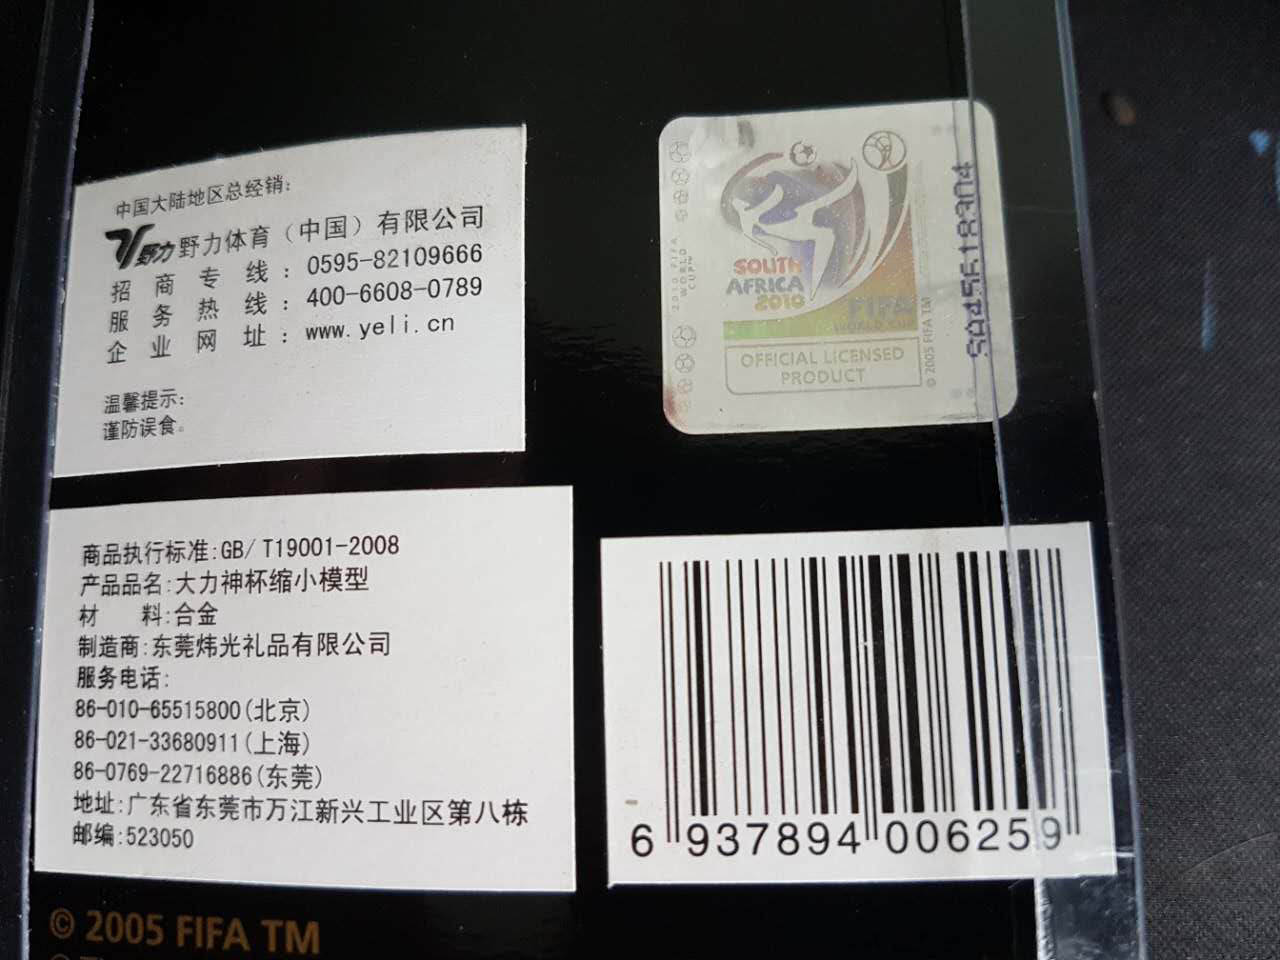 中国大陆地区总经销:
野力 野力体育（中国）有限公司
招商专线：0595-82109666
服务热线：400-6608-0789
企业网址：www.yeli.cn
温馨提示:
谨防误食。
2010 FIFA
WORLD
CUP
SOUTH
AFRICA
2010
FIFA
WORLD CUP
OFFICIAL LICENSED
PRODUCT
© 2005 FIFA TM
商品执行标准:GB/T19001-2008
产品品名:大力神杯缩小模型
材 料:合金
制造商:东莞炜光礼品有限公司
服务电话:
86-010-65515800(北京)
86-021-33680911(上海)
86-0769-22716886(东莞)
地址:广东省东莞市万江新兴工业区第八栋
邮编:523050
6 937894 006259
© 2005 FIFA TM